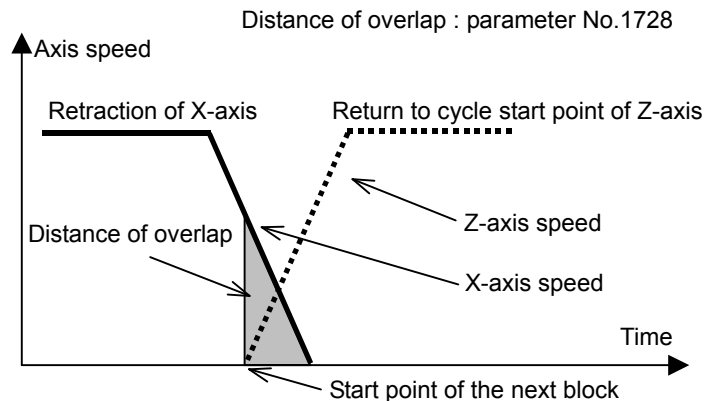 Distance of overlap : parameter No.1728
Axis speed
Retraction of X-axis
Return to cycle start point of Z-axis
Z-axis speed
Distance of overlap
X-axis speed
Time
Start point of the next block